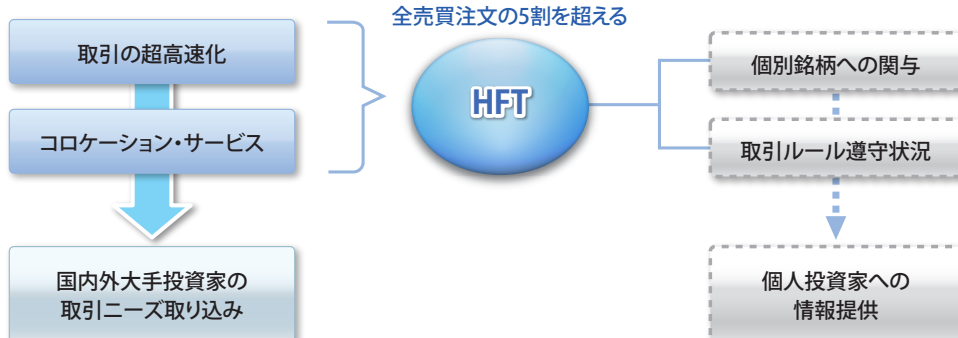 全売買注文の5割を超える
取引の超高速化
コロケーション・サービス
国内外大手投資家の
取引ニーズ取り込み
HFT
個別銘柄への関与
取引ルール遵守状況
個人投資家への
情報提供